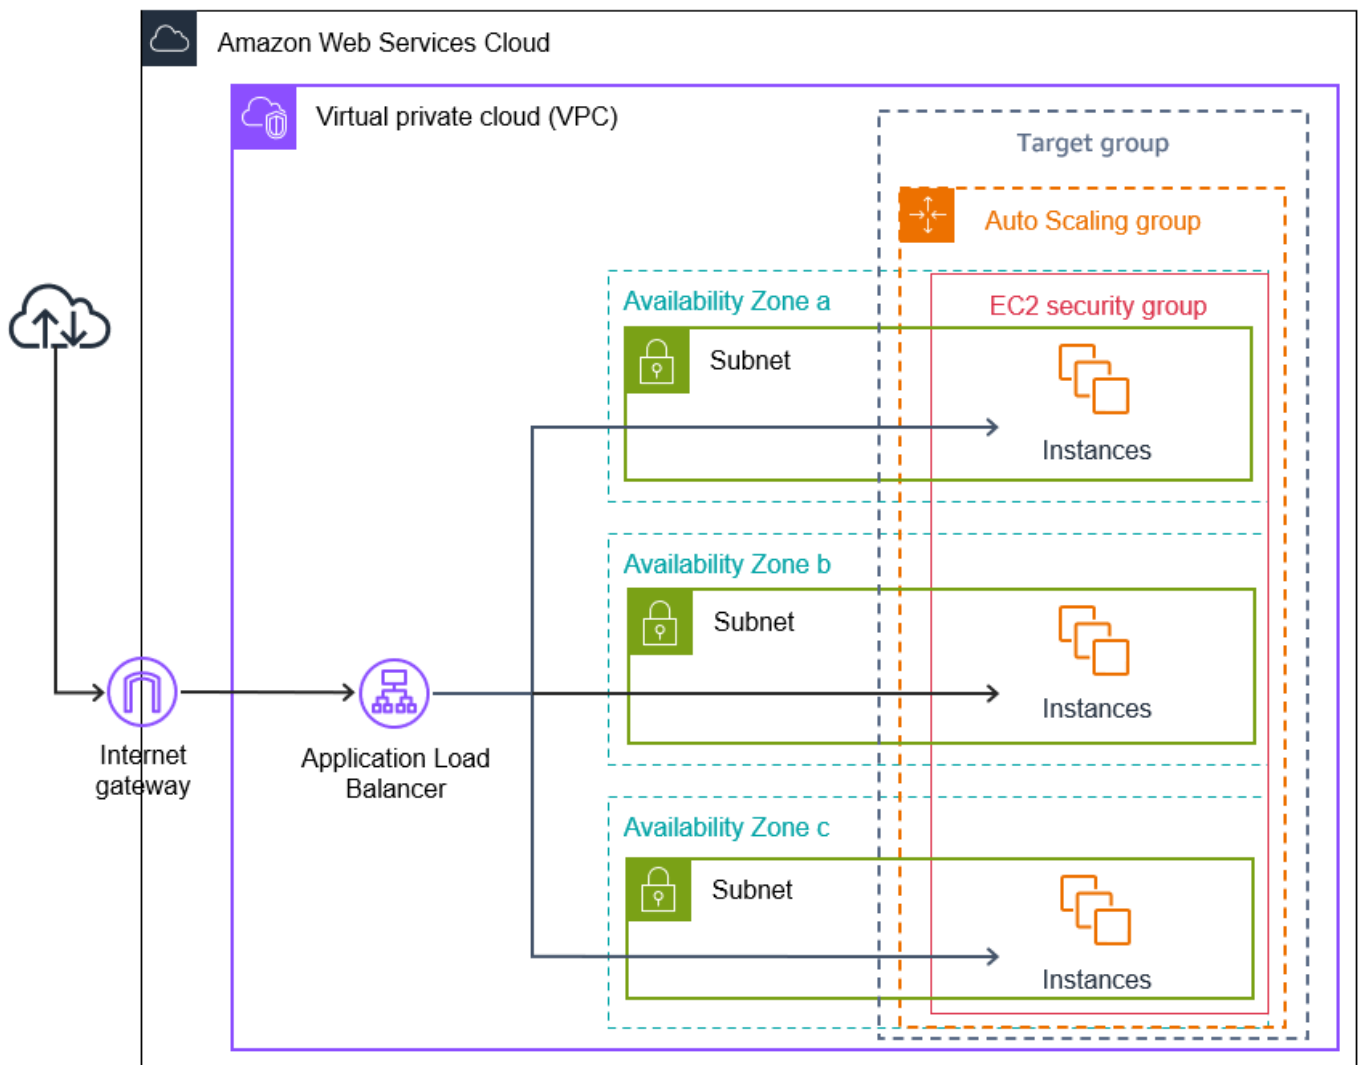 Amazon Web Services Cloud
Virtual private cloud (VPC)
Target group
Auto Scaling group
Availability Zone a
EC2 security group
Subnet
Instances
Availability Zone b
Subnet
Instances
Internet
gateway
Application Load
Balancer
Availability Zone c
Subnet
Instances